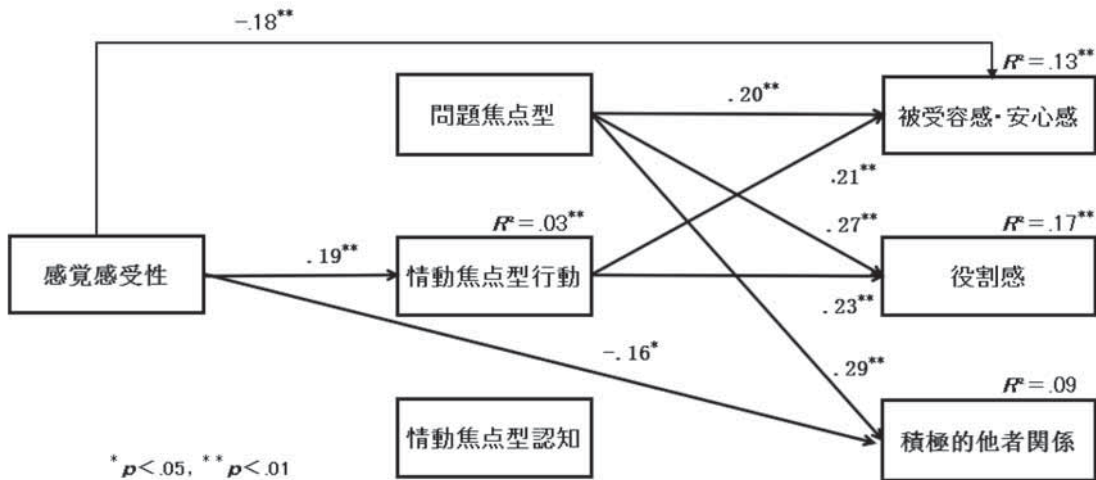 −.18**
R²=.13**
問題焦点型
.20**
被受容感・安心感
.21**
R²=.03**
.27**
R²=.17**
感覚感受性
.19**
情動焦点型行動
役割感
.23**
−.16*
.29**
R²=.09
情動焦点型認知
積極的他者関係
*p<.05, **p<.01